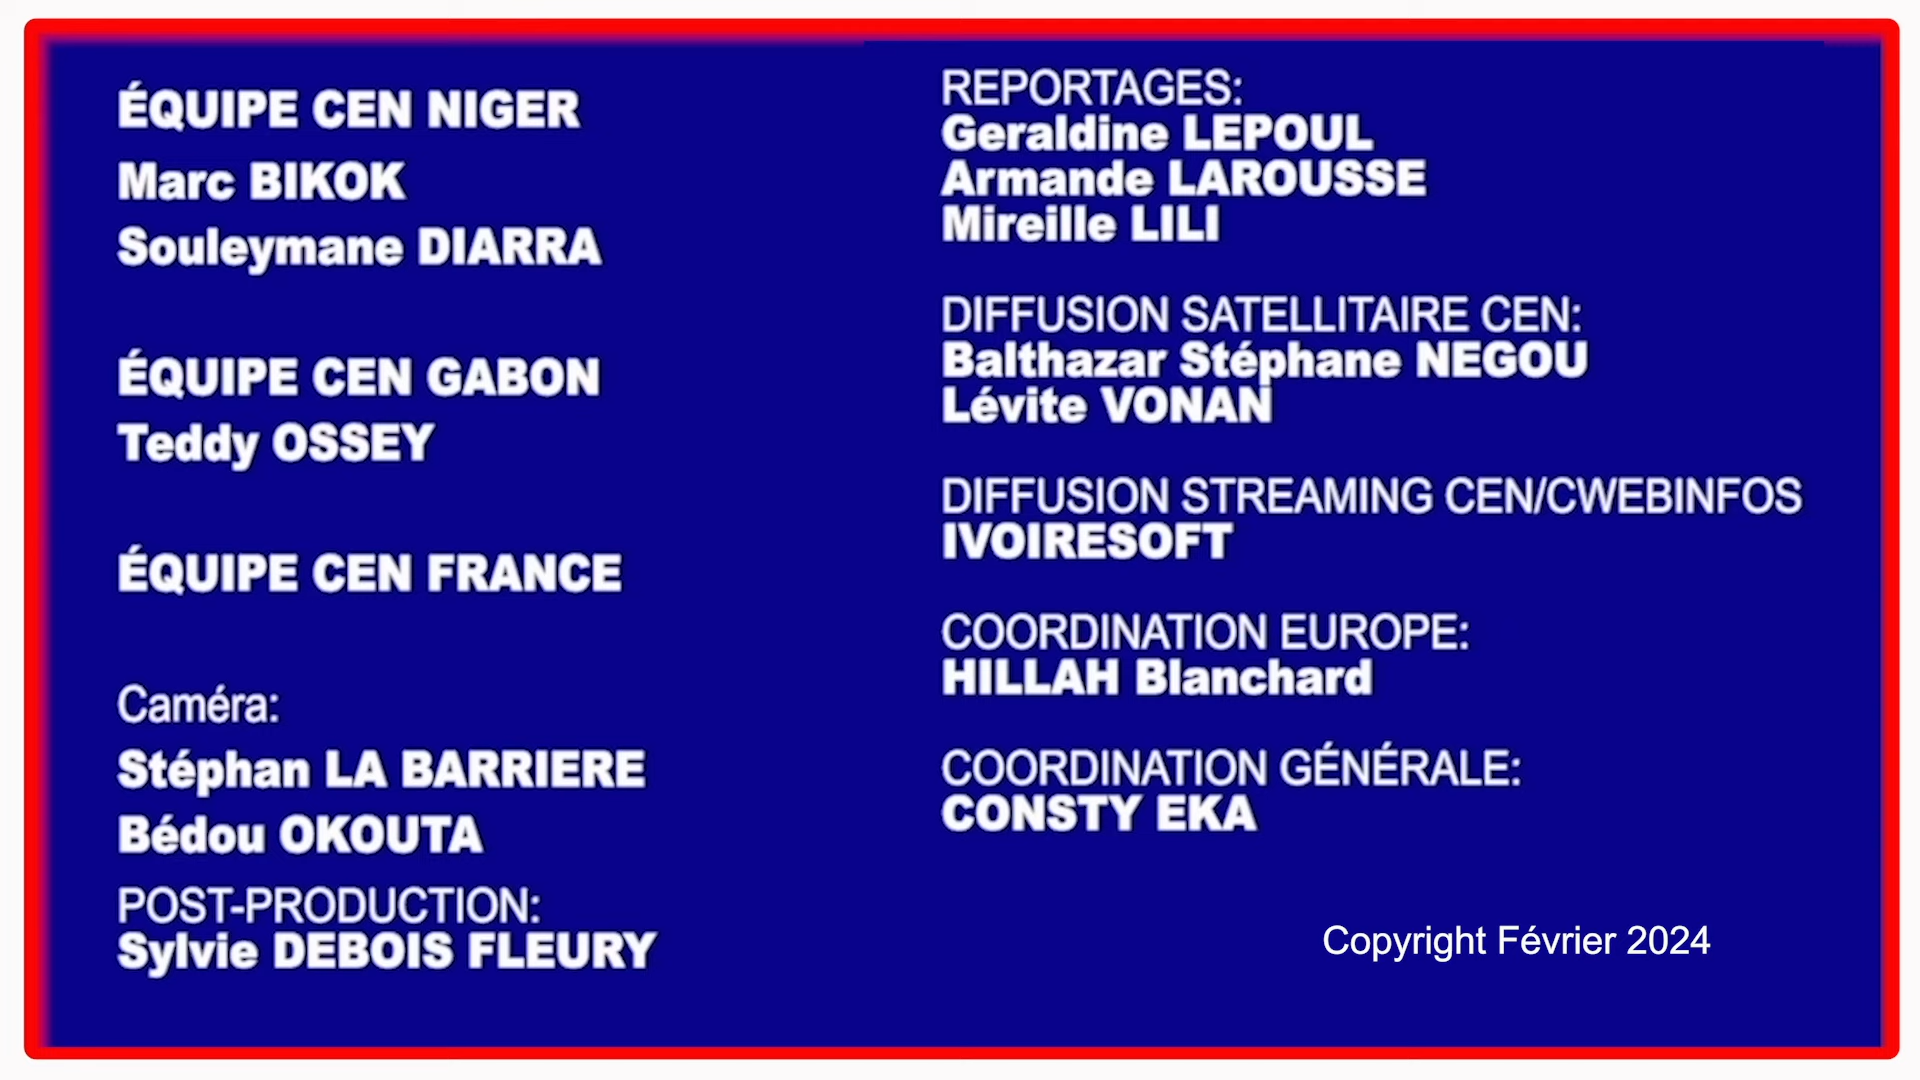 ÉQUIPE CEN NIGER
Marc BIKOK
Souleymane DIARRA
ÉQUIPE CEN GABON
Teddy OSSEY
ÉQUIPE CEN FRANCE
Caméra:
Stéphan LA BARRIERE
Bédou OKOUTA
POST-PRODUCTION:
Sylvie DEBOIS FLEURY
REPORTAGES:
Geraldine LEPOUL
Armande LAROUSSE
Mireille LILI
DIFFUSION SATELLITAIRE CEN:
Balthazar Stéphane NEGOU
Lévite VONAN
DIFFUSION STREAMING CEN/CWEBINFOS
IVOIRESOFT
COORDINATION EUROPE:
HILLAH Blanchard
COORDINATION GÉNÉRALE:
CONSTY EKA
Copyright Février 2024